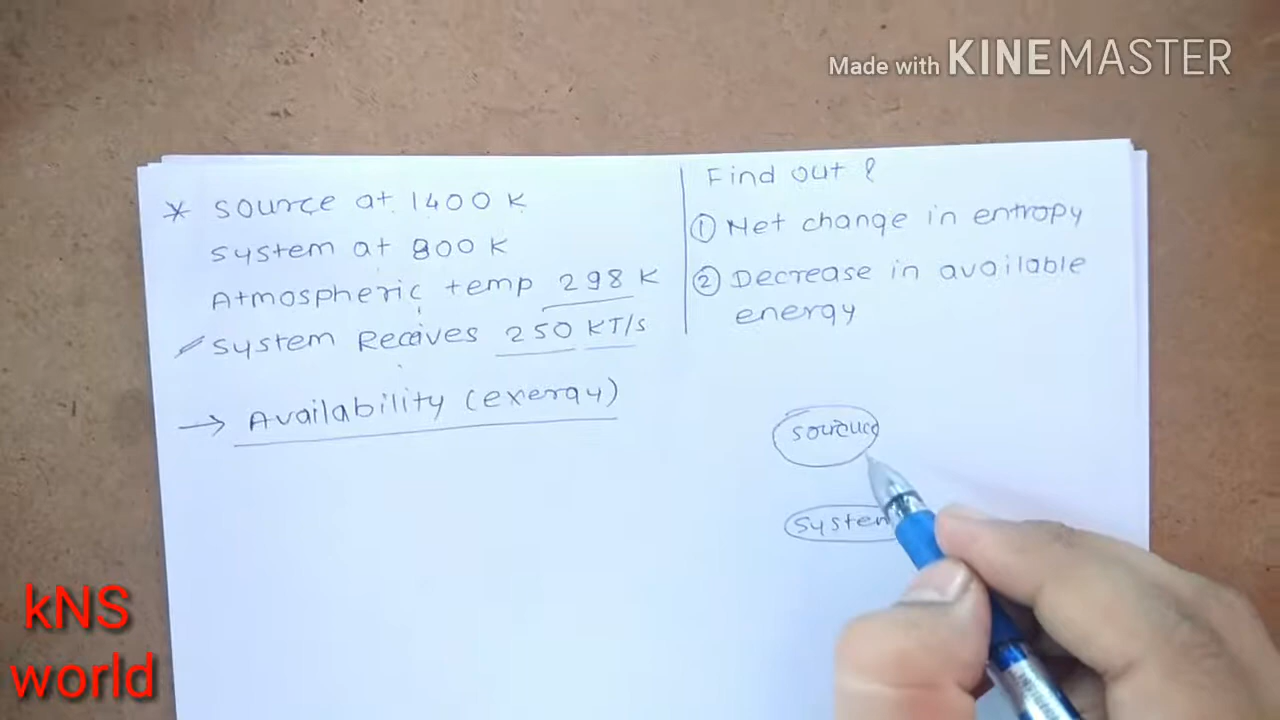 Made with KINEMASTER
* source at 1400 K
System at 800 K
Atmospheric temp 298 K
System Receives 250 KJ/s
→ Availability (exergy)
Find out ?
① Net change in entropy
② Decrease in available
energy
source
System
kNS
world